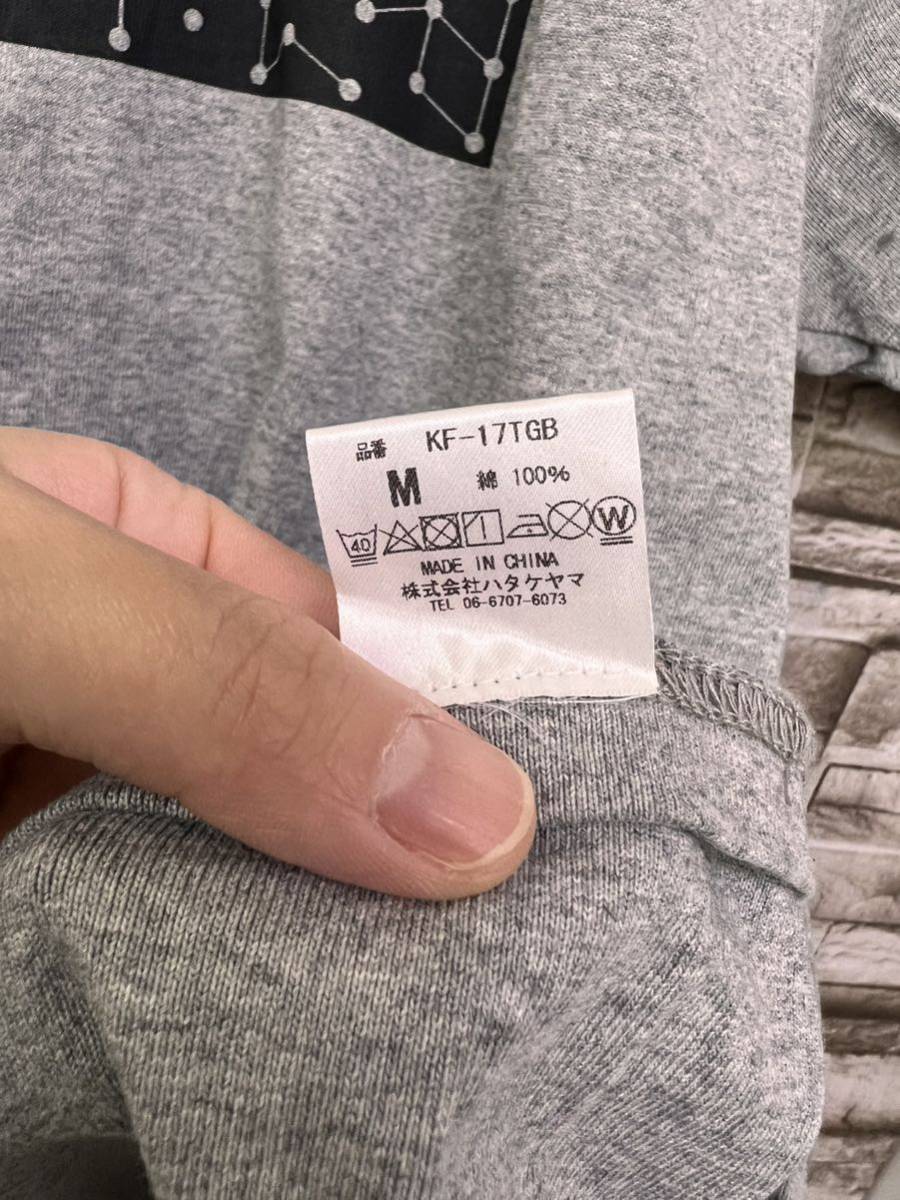 品番 KF-17TGB
M 綿 100%
40 W
MADE IN CHINA
株式会社ハタケヤマ
TEL 06-6707-6073